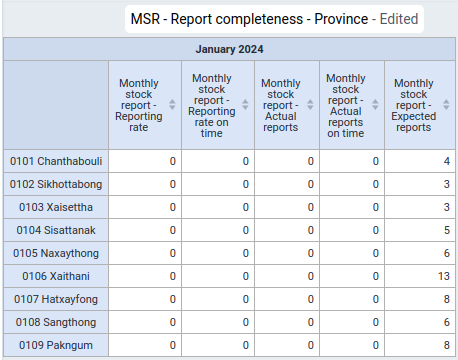 MSR - Report completeness - Province - Edited
January 2024
Monthly stock report - Reporting rate Monthly stock report - Reporting rate on time Monthly stock report - Actual reports Monthly stock report - Actual reports on time Monthly stock report - Expected reports
0101 Chanthabouli 0 0 0 0 4
0102 Sikhottabong 0 0 0 0 3
0103 Xaisettha 0 0 0 0 3
0104 Sisattanak 0 0 0 0 5
0105 Naxaythong 0 0 0 0 6
0106 Xaithani 0 0 0 0 13
0107 Hatxayfong 0 0 0 0 8
0108 Sangthong 0 0 0 0 6
0109 Pakngum 0 0 0 0 8